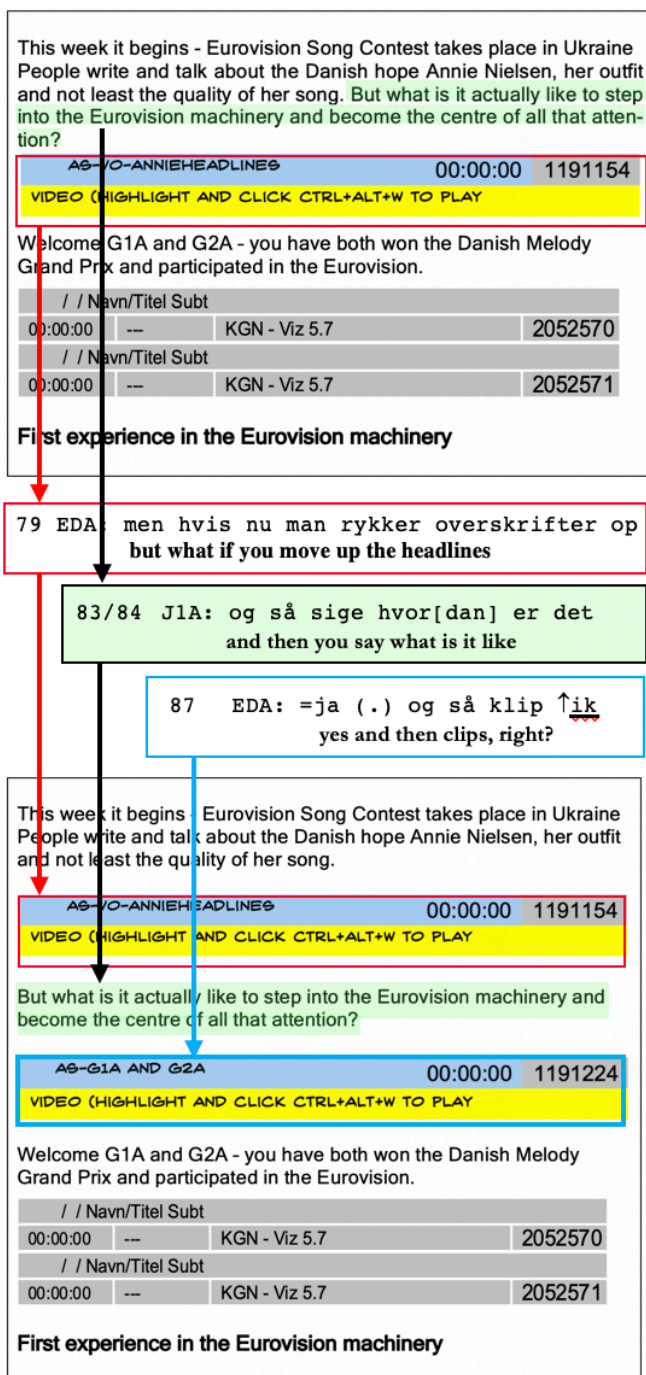 This week it begins - Eurovision Song Contest takes place in Ukraine
People write and talk about the Danish hope Annie Nielsen, her outfit
and not least the quality of her song. But what is it actually like to step
into the Eurovision machinery and become the centre of all that atten-
tion?
AS-VO-ANNIEHEADLINES 00:00:00 1191154
VIDEO (HIGHLIGHT AND CLICK CTRL+ALT+W TO PLAY
Welcome G1A and G2A - you have both won the Danish Melody
Grand Prix and participated in the Eurovision.
/ / Navn/Titel Subt
00:00:00 --- KGN - Viz 5.7 2052570
/ / Navn/Titel Subt
00:00:00 --- KGN - Viz 5.7 2052571
First experience in the Eurovision machinery
79 EDA: men hvis nu man rykker overskrifter op
but what if you move up the headlines
83/84 J1A: og så sige hvor[dan] er det
and then you say what is it like
87 EDA: =ja (.) og så klip ↑ik
yes and then clips, right?
This week it begins - Eurovision Song Contest takes place in Ukraine
People write and talk about the Danish hope Annie Nielsen, her outfit
and not least the quality of her song.
AS-VO-ANNIEHEADLINES 00:00:00 1191154
VIDEO (HIGHLIGHT AND CLICK CTRL+ALT+W TO PLAY
But what is it actually like to step into the Eurovision machinery and
become the centre of all that attention?
AS-G1A AND G2A 00:00:00 1191224
VIDEO (HIGHLIGHT AND CLICK CTRL+ALT+W TO PLAY
Welcome G1A and G2A - you have both won the Danish Melody
Grand Prix and participated in the Eurovision.
/ / Navn/Titel Subt
00:00:00 --- KGN - Viz 5.7 2052570
/ / Navn/Titel Subt
00:00:00 --- KGN - Viz 5.7 2052571
First experience in the Eurovision machinery